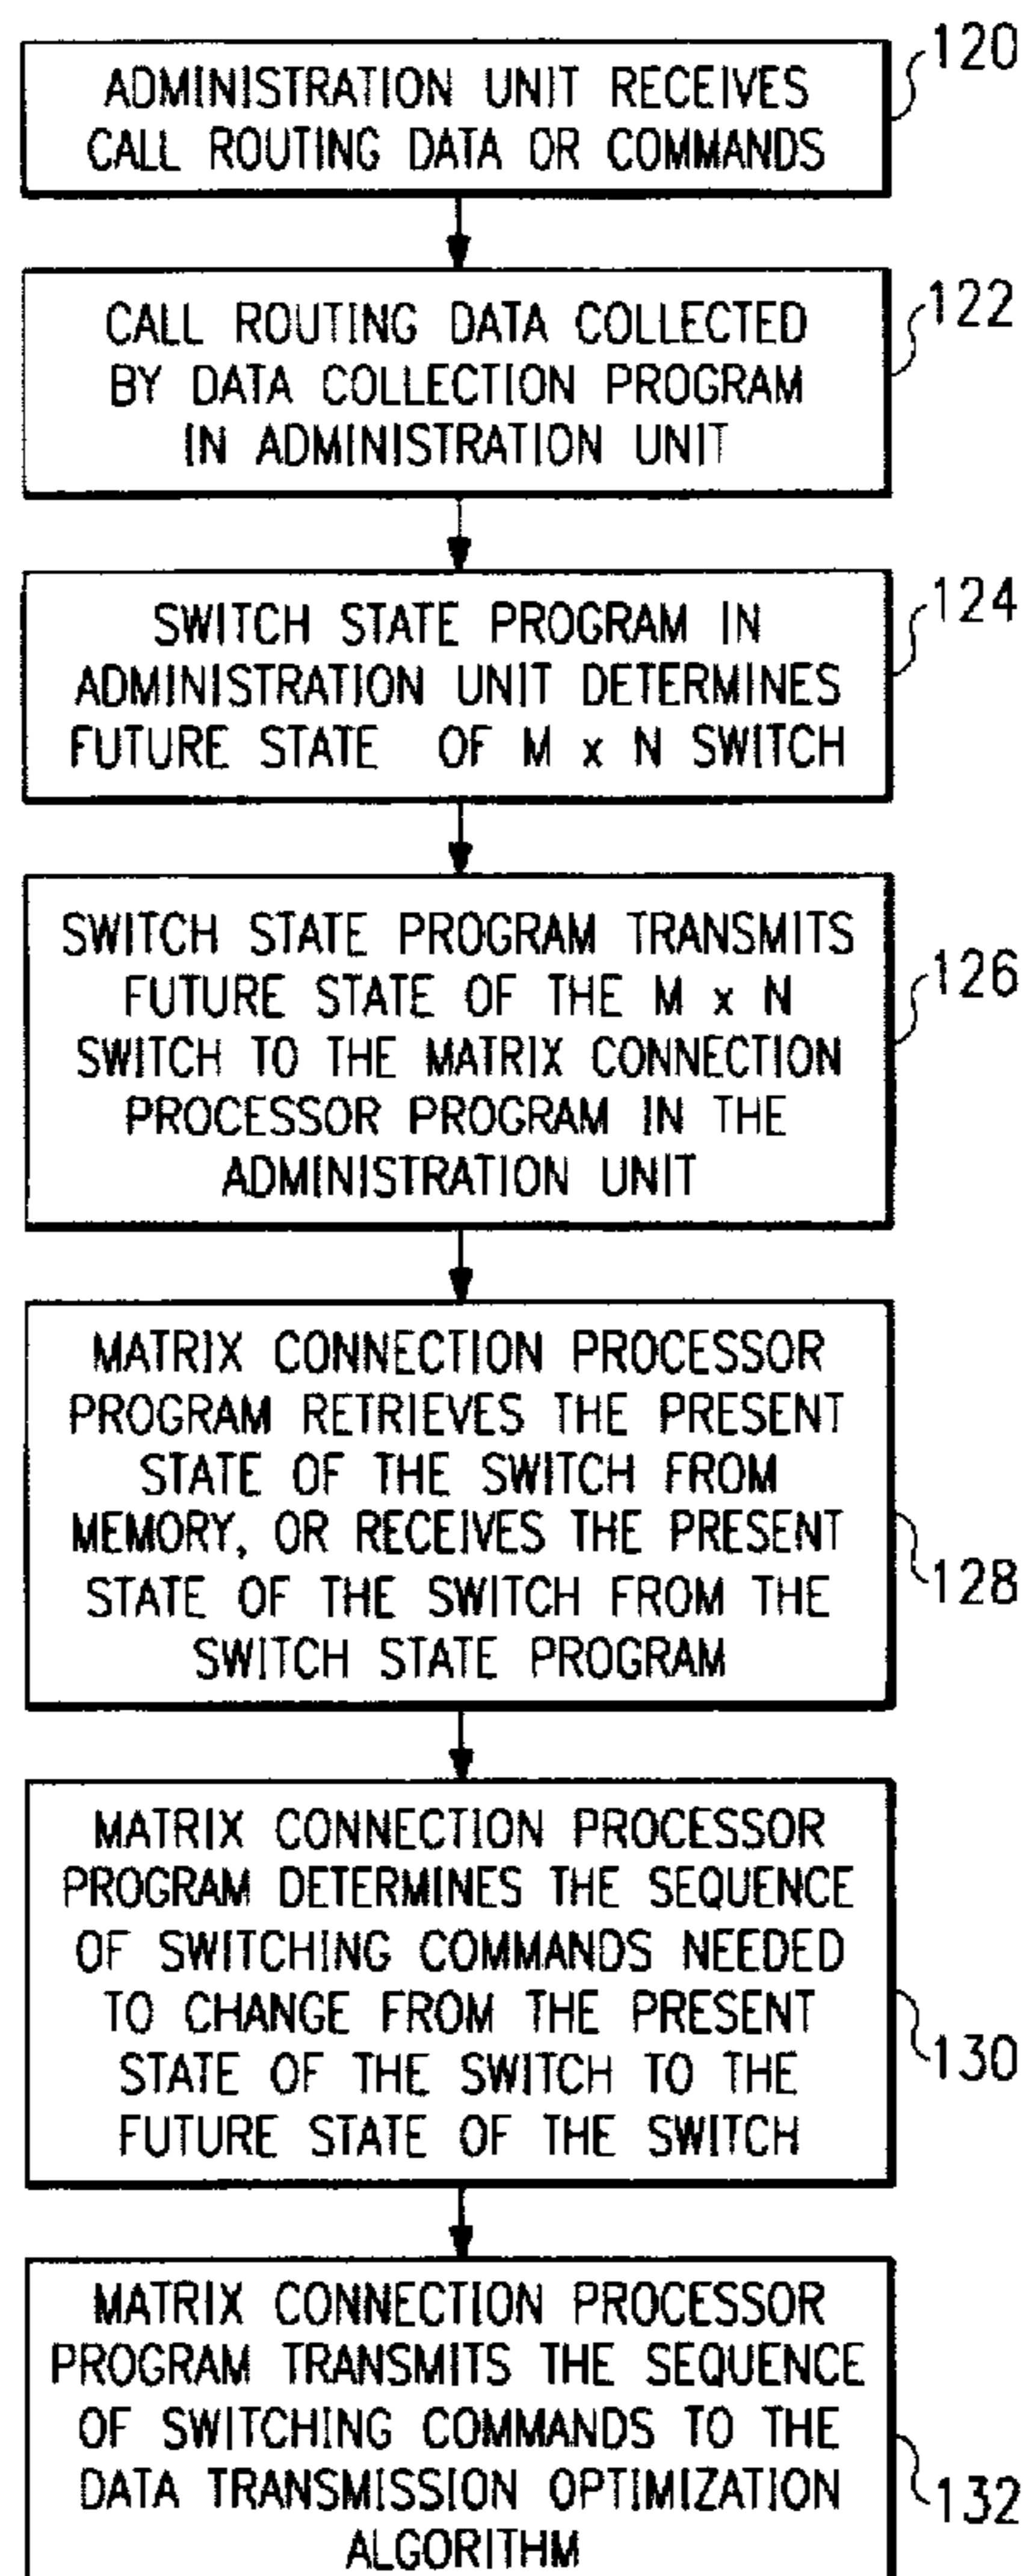 120
ADMINISTRATION UNIT RECEIVES
CALL ROUTING DATA OR COMMANDS
122
CALL ROUTING DATA COLLECTED
BY DATA COLLECTION PROGRAM
IN ADMINISTRATION UNIT
124
SWITCH STATE PROGRAM IN
ADMINISTRATION UNIT DETERMINES
FUTURE STATE OF M x N SWITCH
126
SWITCH STATE PROGRAM TRANSMITS
FUTURE STATE OF THE M x N
SWITCH TO THE MATRIX CONNECTION
PROCESSOR PROGRAM IN THE
ADMINISTRATION UNIT
MATRIX CONNECTION PROCESSOR
PROGRAM RETRIEVES THE PRESENT
STATE OF THE SWITCH FROM
MEMORY, OR RECEIVES THE PRESENT
STATE OF THE SWITCH FROM THE
SWITCH STATE PROGRAM
128
MATRIX CONNECTION PROCESSOR
PROGRAM DETERMINES THE SEQUENCE
OF SWITCHING COMMANDS NEEDED
TO CHANGE FROM THE PRESENT
STATE OF THE SWITCH TO THE
FUTURE STATE OF THE SWITCH
130
MATRIX CONNECTION PROCESSOR
PROGRAM TRANSMITS THE SEQUENCE
OF SWITCHING COMMANDS TO THE
DATA TRANSMISSION OPTIMIZATION
ALGORITHM
132